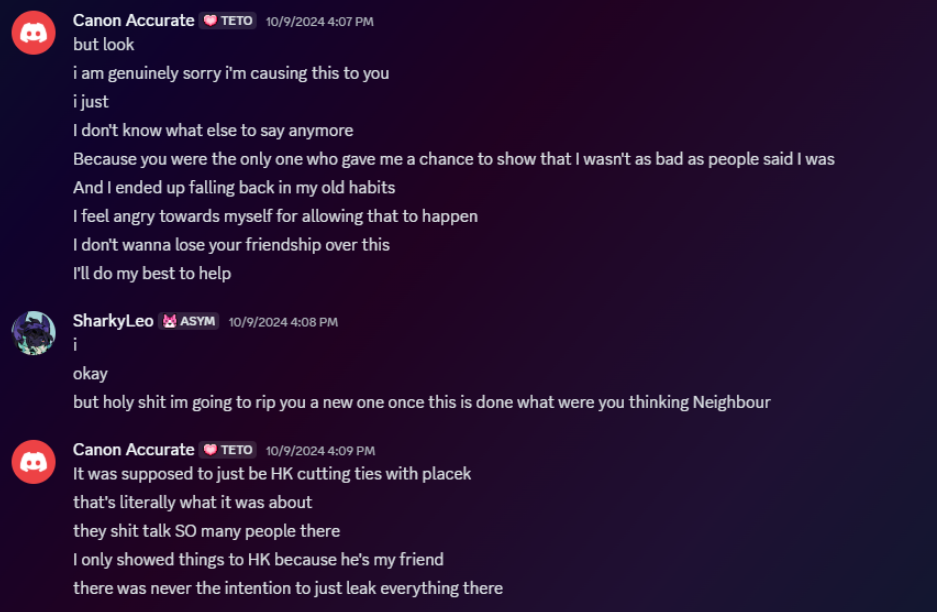 Canon Accurate TETO 10/9/2024 4:07 PM
but look
i am genuinely sorry i'm causing this to you
i just
I don't know what else to say anymore
Because you were the only one who gave me a chance to show that I wasn't as bad as people said I was
And I ended up falling back in my old habits
I feel angry towards myself for allowing that to happen
I don't wanna lose your friendship over this
I'll do my best to help
SharkyLeo ASYM 10/9/2024 4:08 PM
i
okay
but holy shit im going to rip you a new one once this is done what were you thinking Neighbour
Canon Accurate TETO 10/9/2024 4:09 PM
It was supposed to just be HK cutting ties with placek
that's literally what it was about
they shit talk SO many people there
I only showed things to HK because he's my friend
there was never the intention to just leak everything there